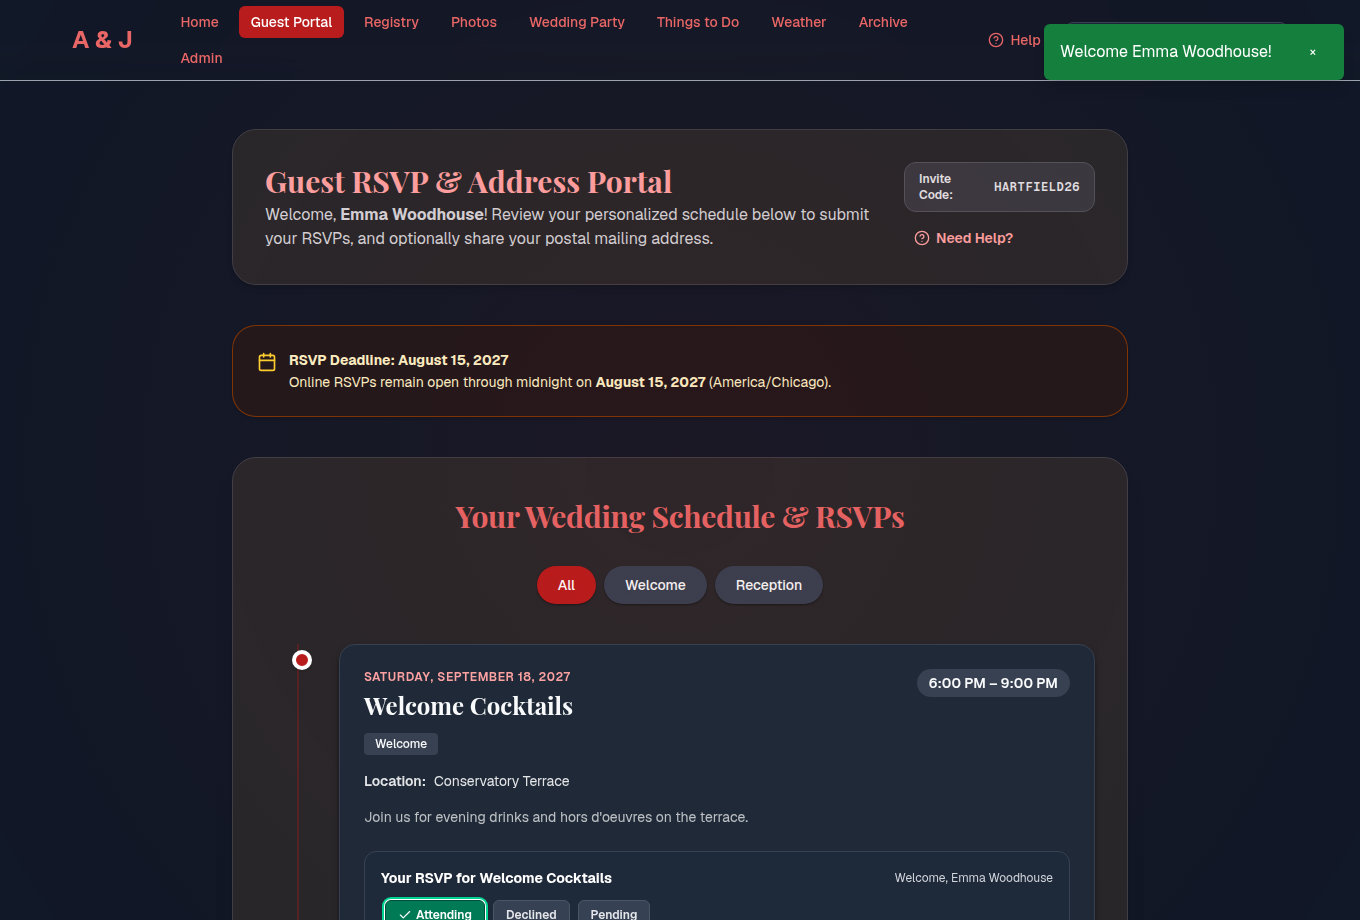 A & J
Home
Guest Portal
Registry
Photos
Wedding Party
Things to Do
Weather
Archive
Admin
Help
Welcome Emma Woodhouse!
×
Guest RSVP & Address Portal
Welcome, Emma Woodhouse! Review your personalized schedule below to submit
your RSVPs, and optionally share your postal mailing address.
Invite
Code:
HARTFIELD26
Need Help?
RSVP Deadline: August 15, 2027
Online RSVPs remain open through midnight on August 15, 2027 (America/Chicago).
Your Wedding Schedule & RSVPs
All
Welcome
Reception
SATURDAY, SEPTEMBER 18, 2027
6:00 PM – 9:00 PM
Welcome Cocktails
Welcome
Location: Conservatory Terrace
Join us for evening drinks and hors d'oeuvres on the terrace.
Your RSVP for Welcome Cocktails
Welcome, Emma Woodhouse
Attending
Declined
Pending